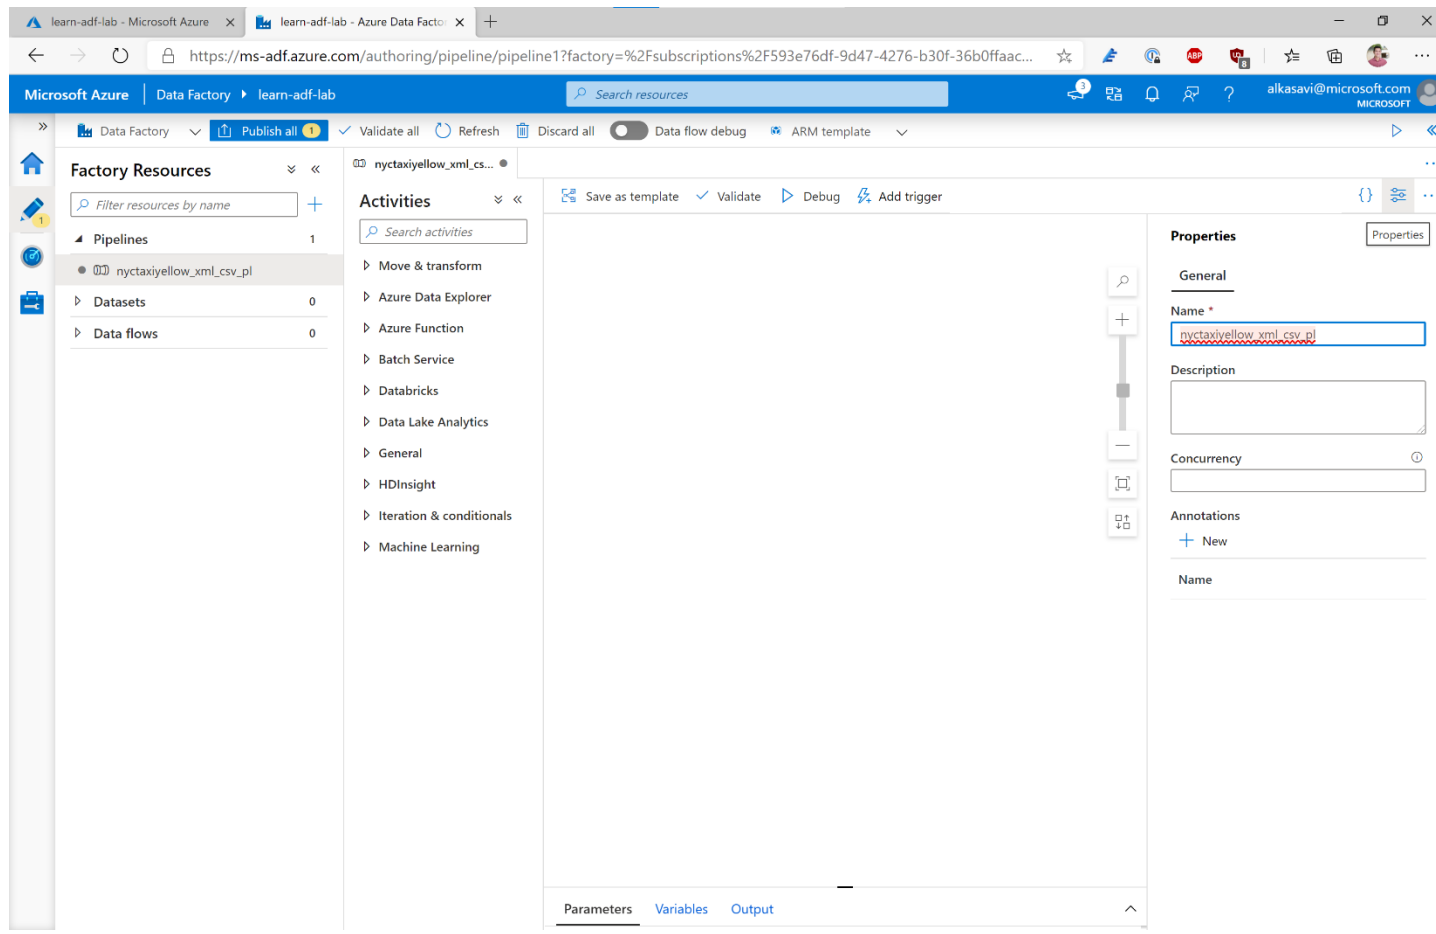 learn-adf-lab - Microsoft Azure
learn-adf-lab - Azure Data Facto
https://ms-adf.azure.com/authoring/pipeline/pipeline1?factory=%2Fsubscriptions%2F593e76df-9d47-4276-b30f-36b0ffaac...
ABP
8
Microsoft Azure
Data Factory
learn-adf-lab
Search resources
3
?
alkasavi@microsoft.com
MICROSOFT
Data Factory
Publish all 1
Validate all
Refresh
Discard all
Data flow debug
ARM template
1
Factory Resources
Filter resources by name
Pipelines 1
nyctaxiyellow_xml_csv_pl
Datasets 0
Data flows 0
nyctaxiyellow_xml_cs...
Activities
Search activities
Move & transform
Azure Data Explorer
Azure Function
Batch Service
Databricks
Data Lake Analytics
General
HDInsight
Iteration & conditionals
Machine Learning
Save as template
Validate
Debug
Add trigger
{}
Properties
Properties
General
Name *
nyctaxiyellow_xml_csv_pl
Description
Concurrency
Annotations
New
Name
Parameters
Variables
Output